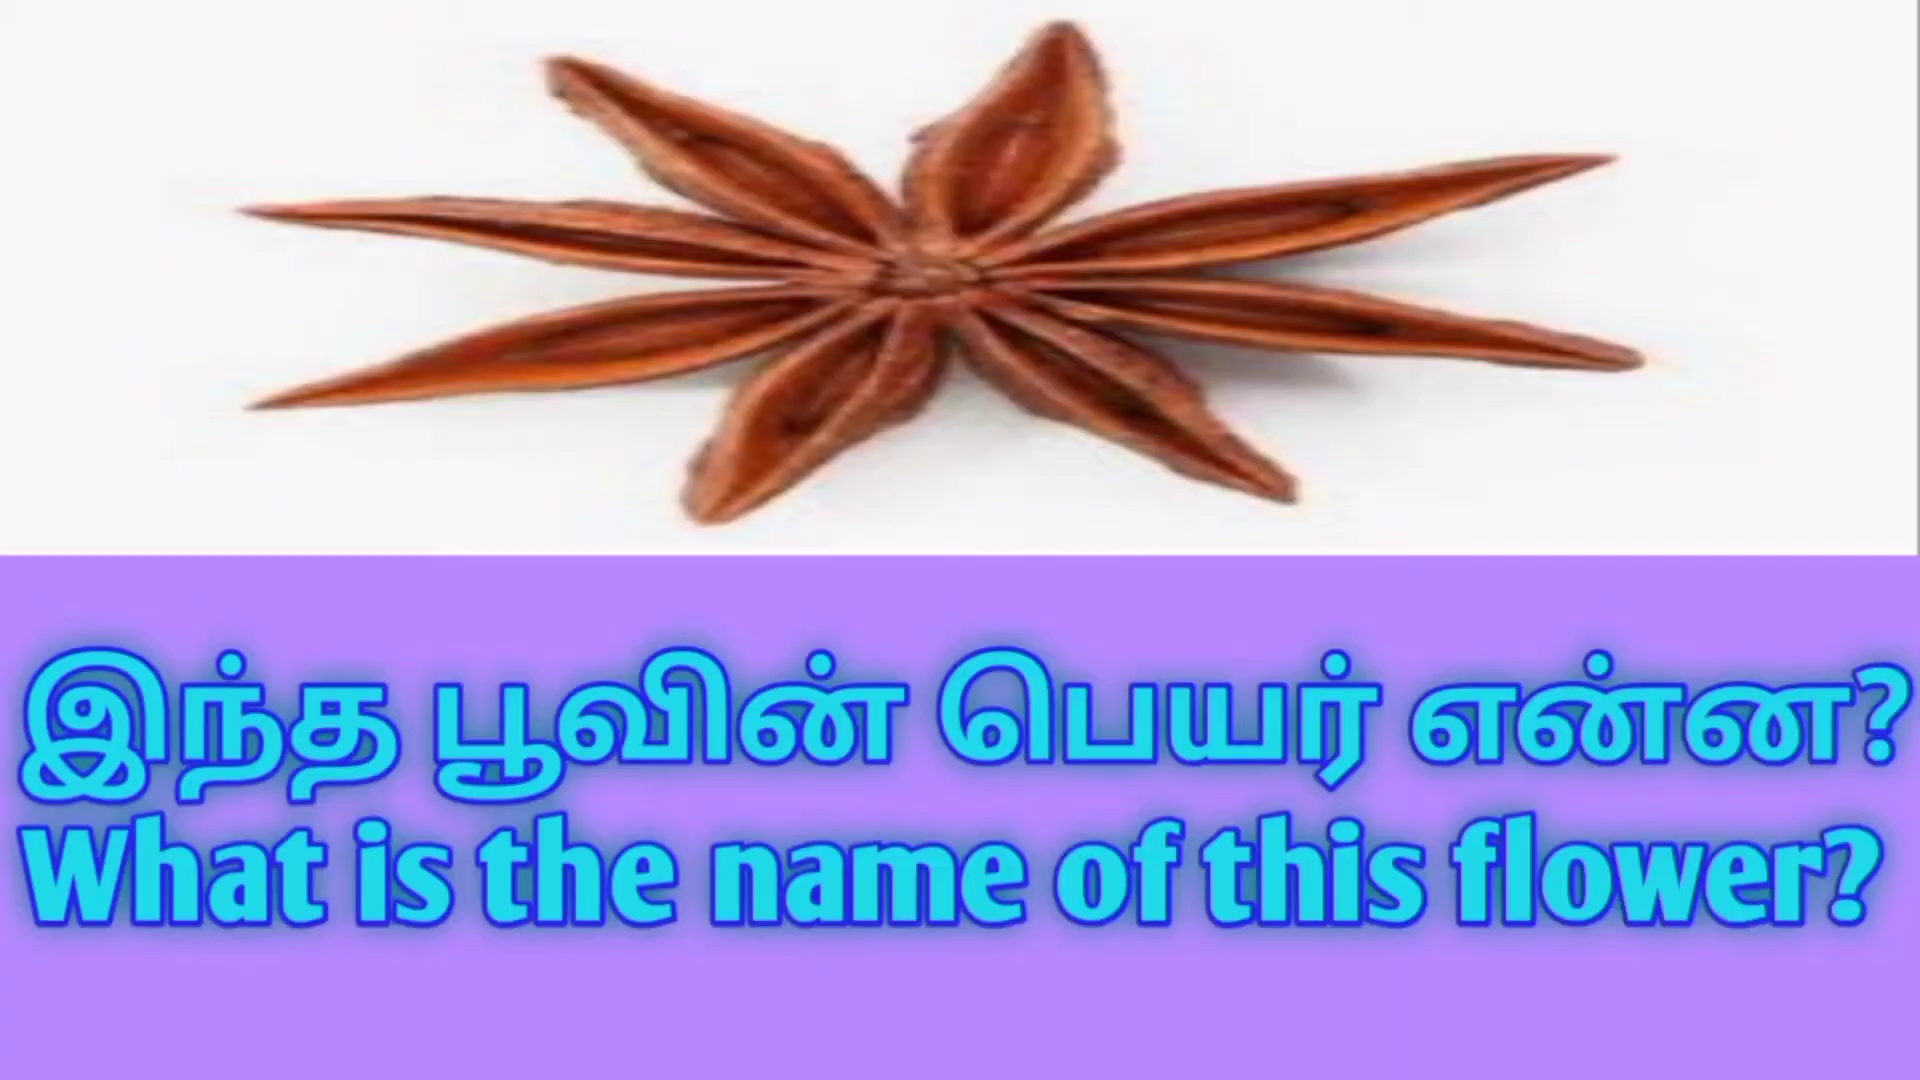 இந்த பூவின் பெயர் என்ன?
What is the name of this flower?